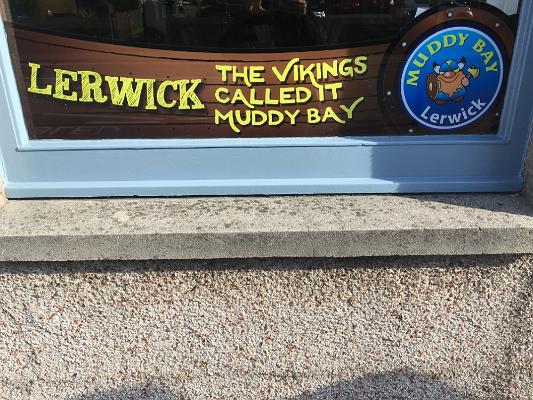 LERWICK
THE VIKINGS
CALLED IT
MUDDY BAY
MUDDY BAY
Lerwick